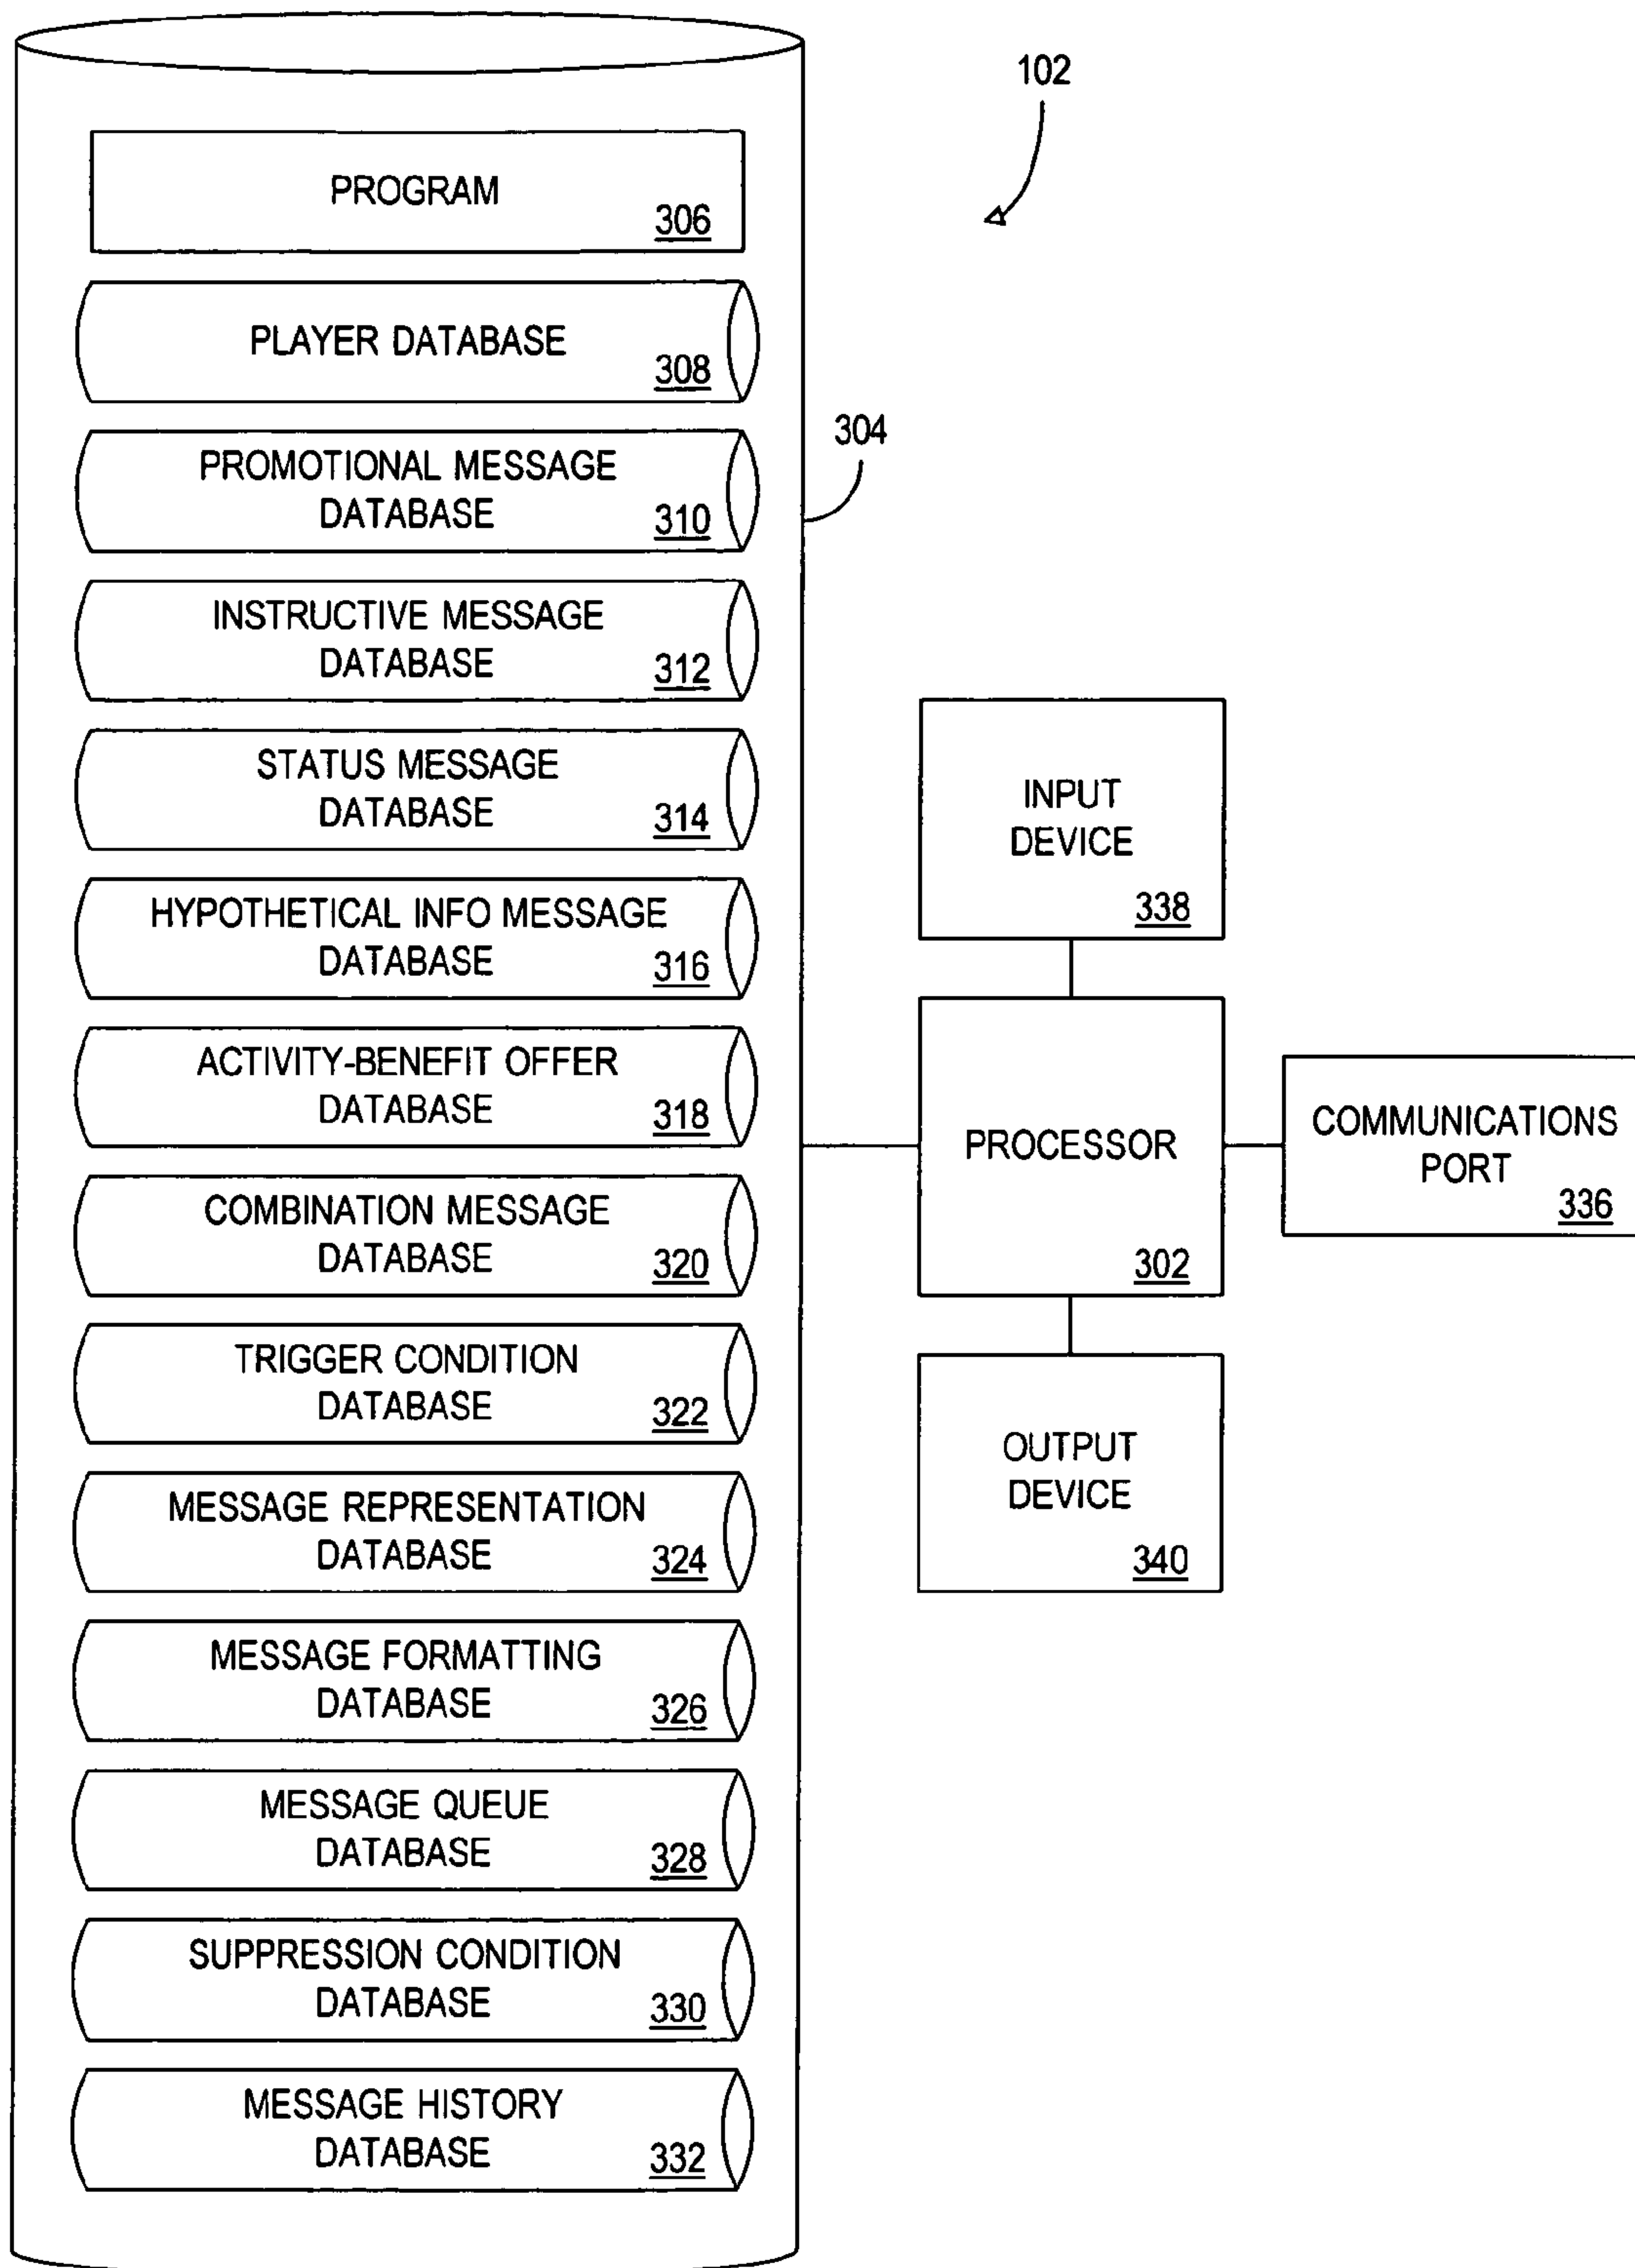 102
PROGRAM
306
PLAYER DATABASE
308
304
PROMOTIONAL MESSAGE
DATABASE
310
INSTRUCTIVE MESSAGE
DATABASE
312
STATUS MESSAGE
DATABASE
314
HYPOTHETICAL INFO MESSAGE
DATABASE
316
ACTIVITY-BENEFIT OFFER
DATABASE
318
COMBINATION MESSAGE
DATABASE
320
TRIGGER CONDITION
DATABASE
322
MESSAGE REPRESENTATION
DATABASE
324
MESSAGE FORMATTING
DATABASE
326
MESSAGE QUEUE
DATABASE
328
SUPPRESSION CONDITION
DATABASE
330
MESSAGE HISTORY
DATABASE
332
INPUT
DEVICE
338
PROCESSOR
302
COMMUNICATIONS
PORT
336
OUTPUT
DEVICE
340